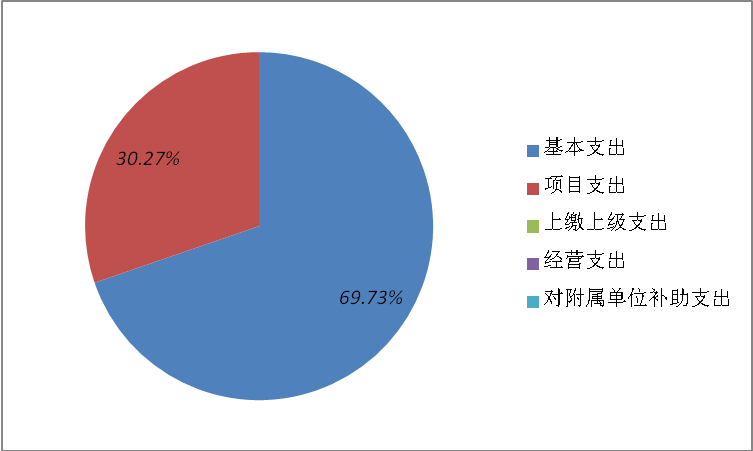 30.27%
69.73%
基本支出
项目支出
上缴上级支出
经营支出
对附属单位补助支出